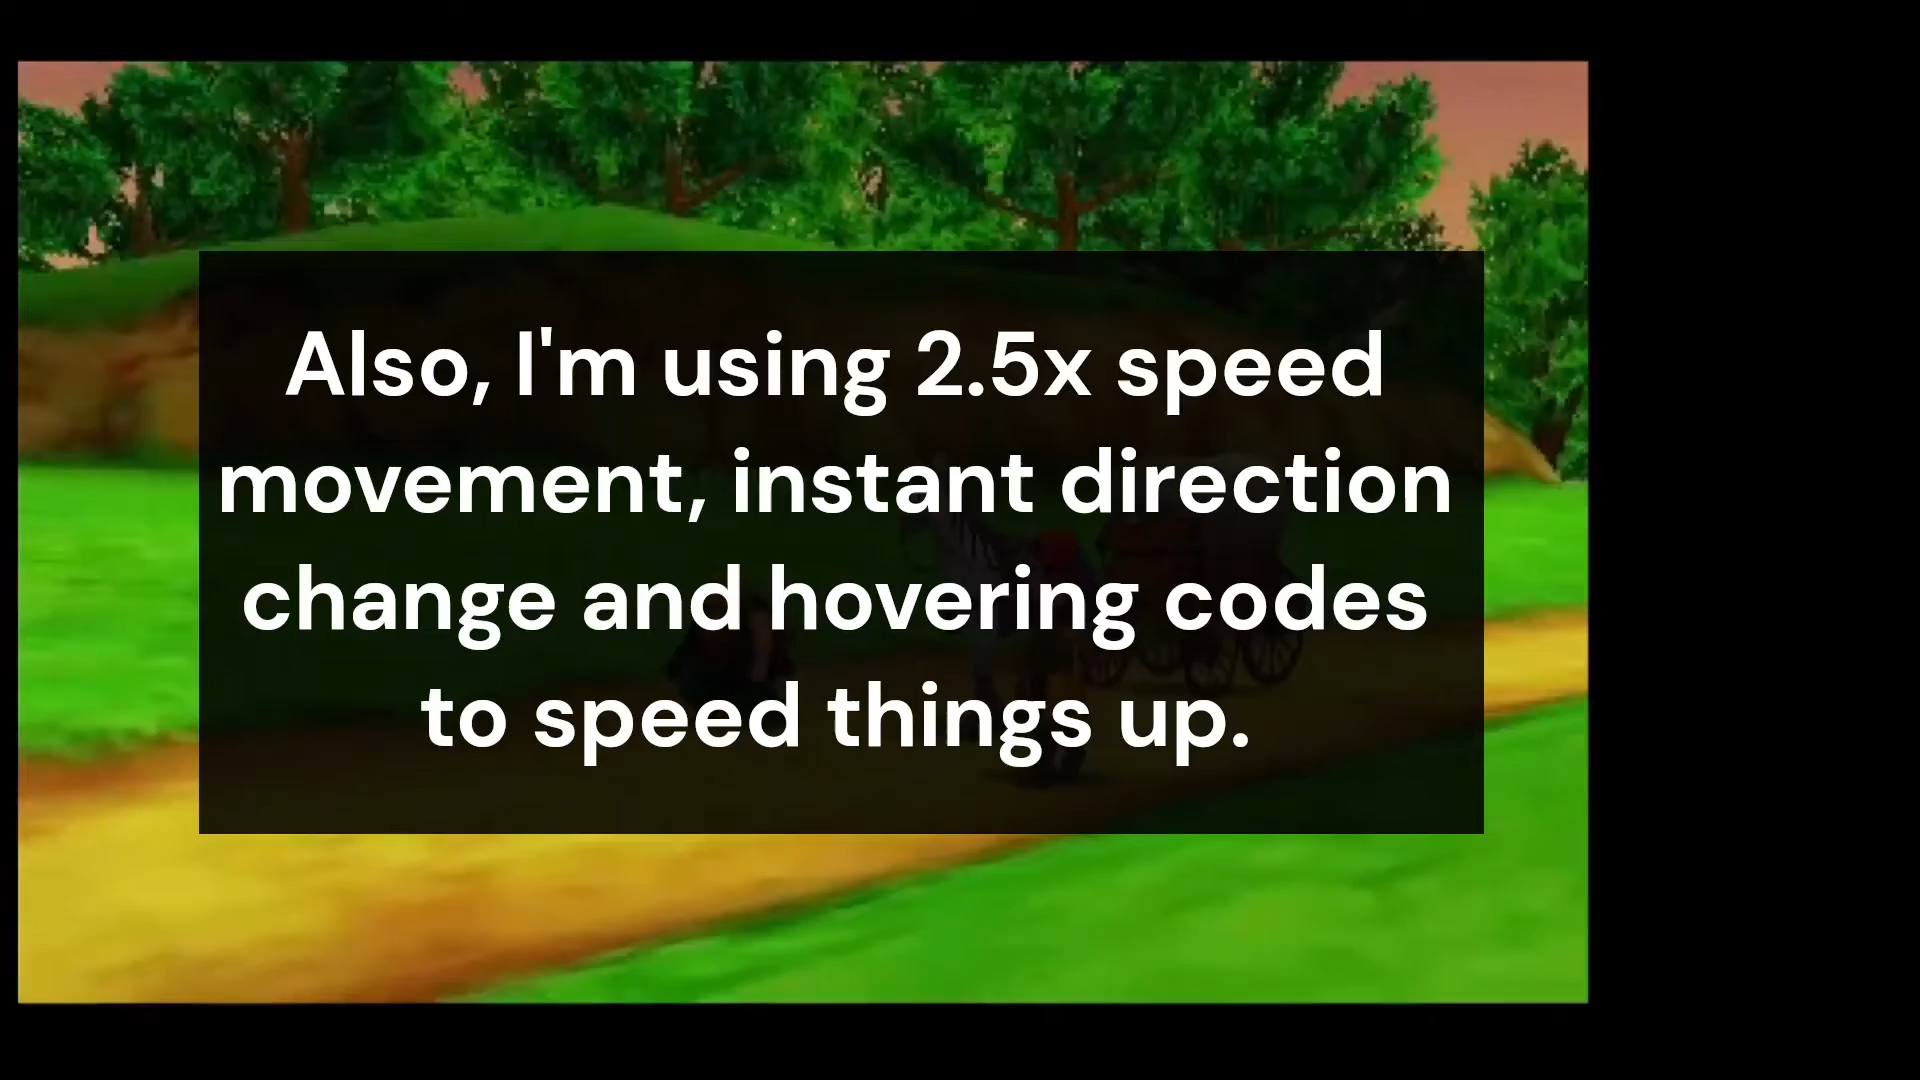 Also, I'm using 2.5x speed
movement, instant direction
change and hovering codes
to speed things up.